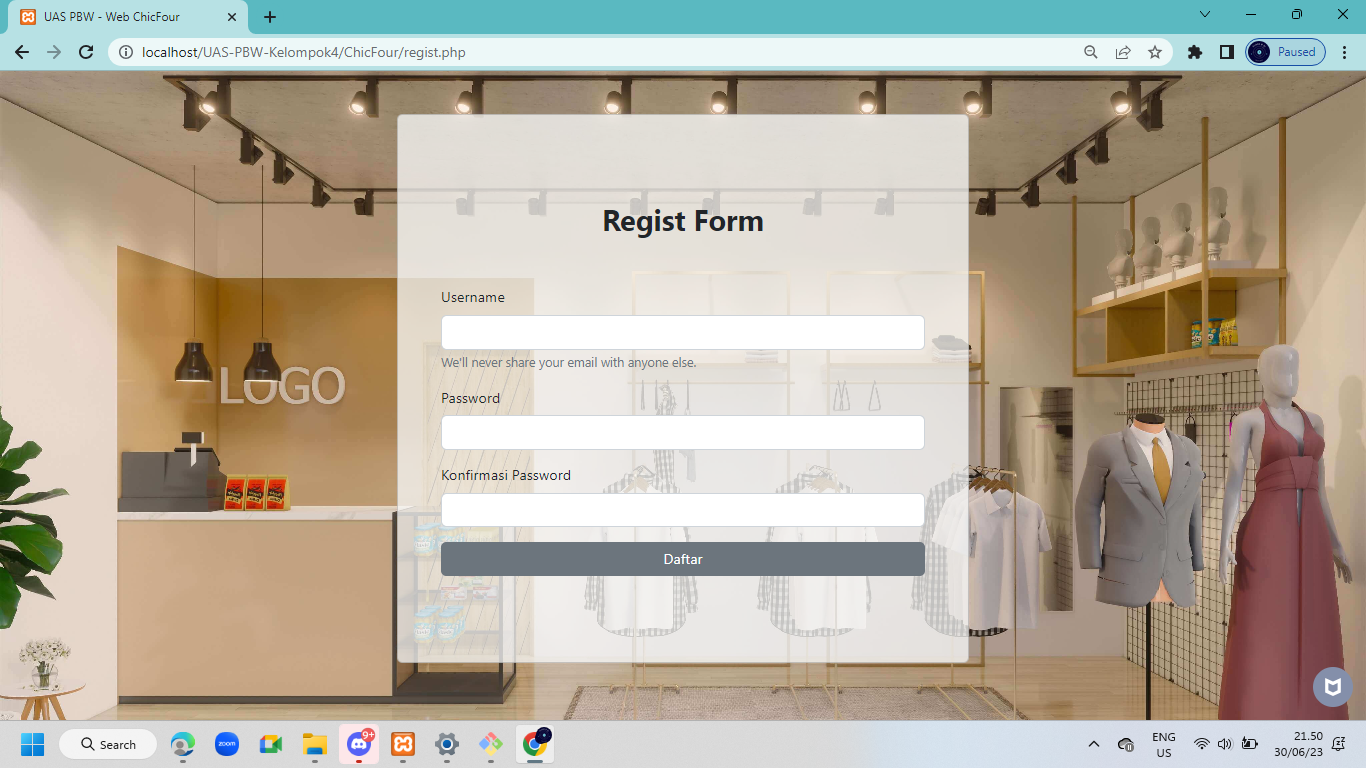 UAS PBW - Web ChicFour
localhost/UAS-PBW-Kelompok4/ChicFour/regist.php
Paused
Regist Form
Username
We'll never share your email with anyone else.
LOGO
Password
Konfirmasi Password
Daftar
Search
zoom
9+
ENG
US
21.50
30/06/23